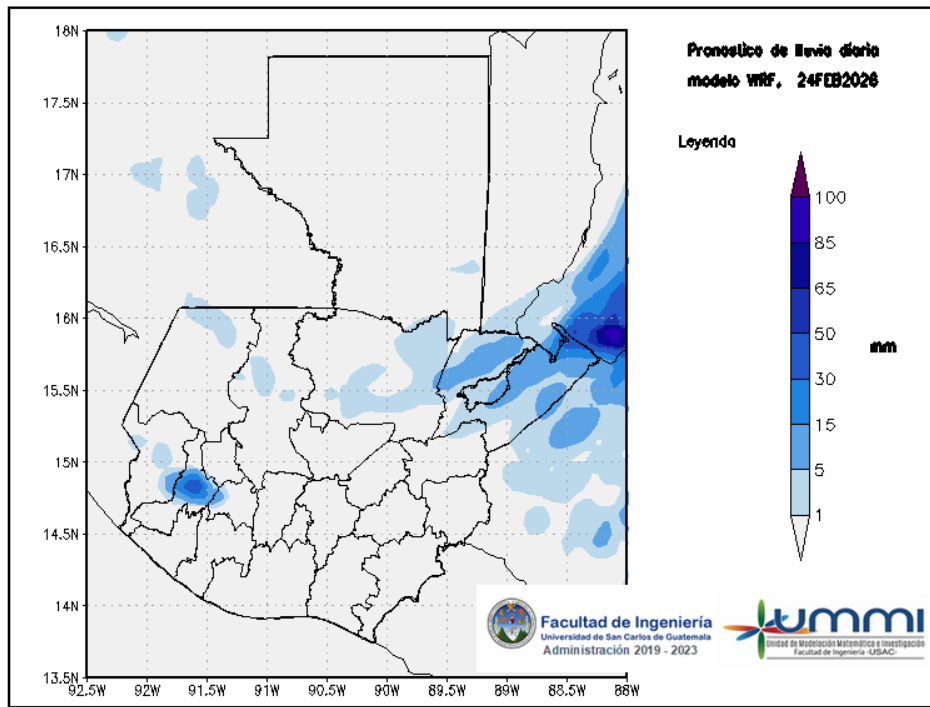 Pronostico de lluvia diaria
modelo WRF, 24FEB2026
Leyenda
100
85
65
50
30
15
5
1
mm
18N
17.5N
17N
16.5N
16N
15.5N
15N
14.5N
14N
13.5N
92.5W
92W
91.5W
91W
90.5W
90W
89.5W
89W
88.5W
88W
Facultad de Ingeniería
Universidad de San Carlos de Guatemala
Administración 2019 - 2023
UMMI
Unidad de Modelación Matemática e Investigación
Facultad de Ingeniería -USAC-